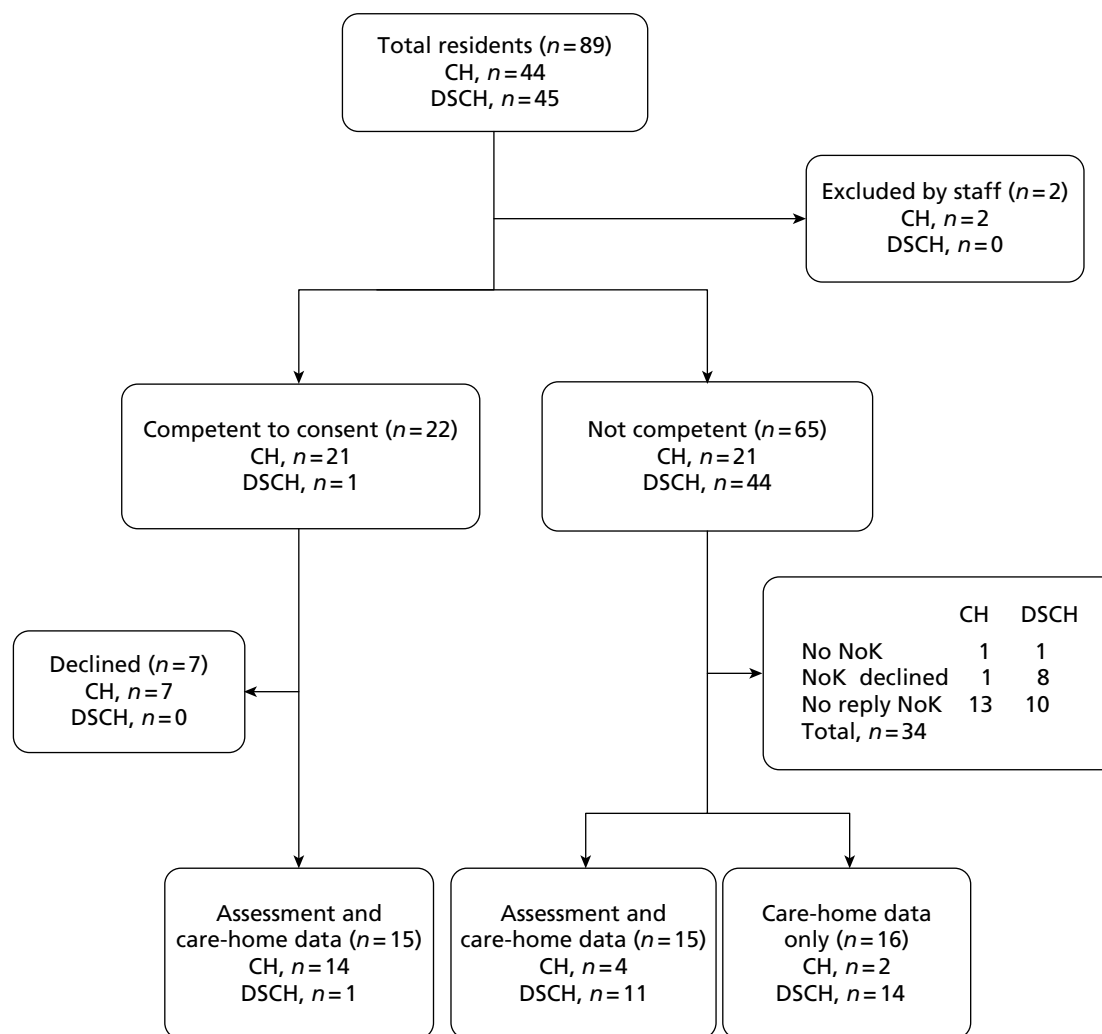 Total residents (n=89)
CH, n=44
DSCH, n=45
Excluded by staff (n=2)
CH, n=2
DSCH, n=0
Competent to consent (n=22)
CH, n=21
DSCH, n=1
Not competent (n=65)
CH, n=21
DSCH, n=44
Declined (n=7)
CH, n=7
DSCH, n=0
CH DSCH
No NoK 1 1
NoK declined 1 8
No reply NoK 13 10
Total, n=34
Assessment and
care-home data (n=15)
CH, n=14
DSCH, n=1
Assessment and
care-home data (n=15)
CH, n=4
DSCH, n=11
Care-home data
only (n=16)
CH, n=2
DSCH, n=14